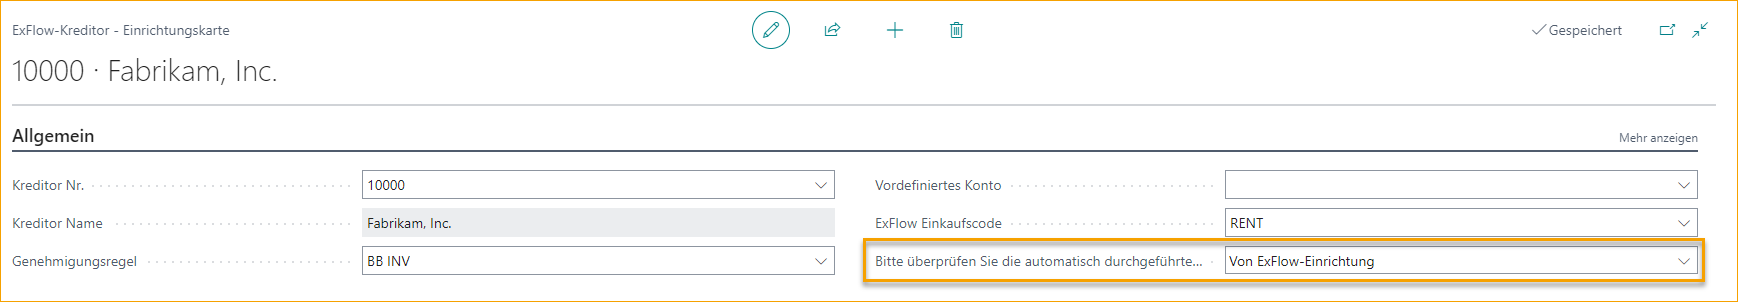 ExFlow-Kreditor - Einrichtungskarte
Gespeichert
10000 · Fabrikam, Inc.
Allgemein
Mehr anzeigen
Kreditor Nr.
10000
Vordefiniertes Konto
Kreditor Name
Fabrikam, Inc.
ExFlow Einkaufscode
RENT
Genehmigungsregel
BB INV
Bitte überprüfen Sie die automatisch durchgeführte...
Von ExFlow-Einrichtung